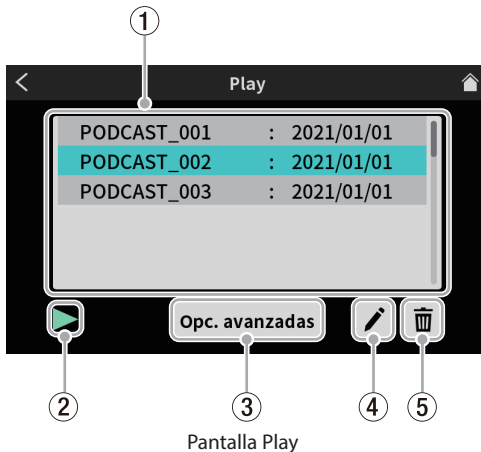 ①
Play
PODCAST_001 : 2021/01/01
PODCAST_002 : 2021/01/01
PODCAST_003 : 2021/01/01
Opc. avanzadas
② ③ ④ ⑤
Pantalla Play